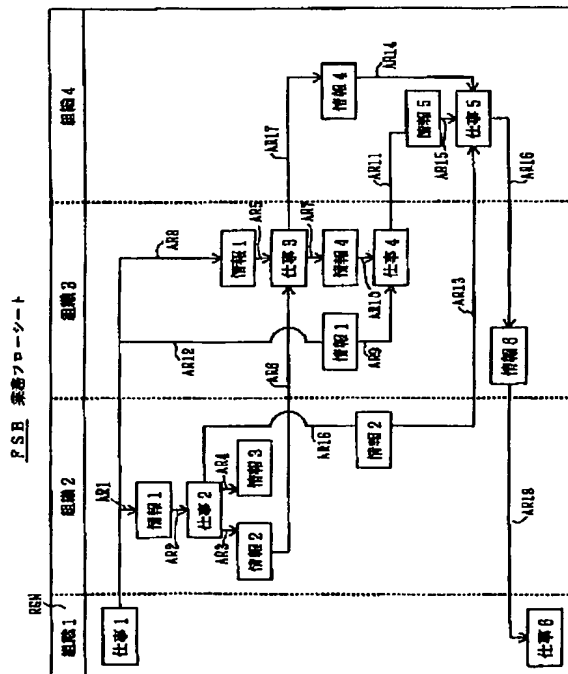 FSB 業務フローシート
RGN
組織1
組織2
組織3
組織4
仕事1
AR1
AR8
AR12
情報1
AR2
仕事2
AR3
AR4
情報2
情報3
AR16
情報2
AR6
情報1
AR5
仕事3
AR7
情報4
AR10
仕事4
情報1
AR9
AR17
情報4
AR14
AR11
情報5
AR15
仕事5
AR13
AR16
情報6
AR18
仕事6